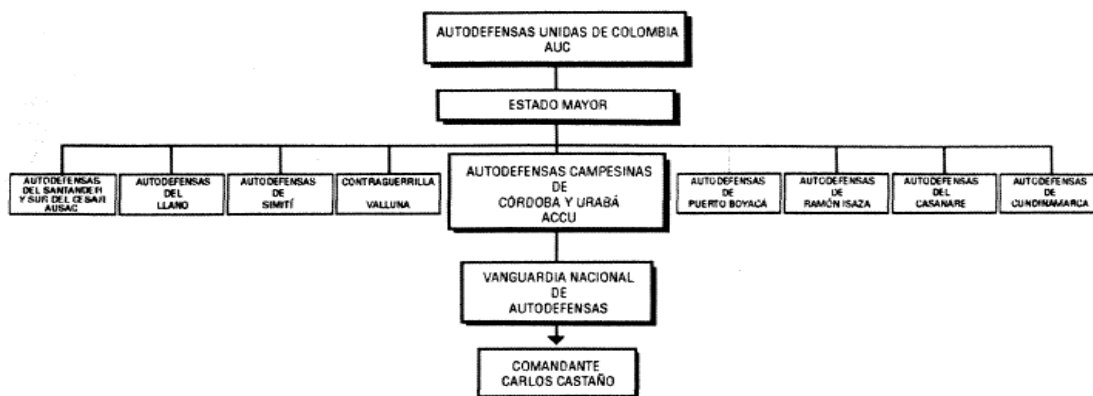 AUTODEFENSAS UNIDAS DE COLOMBIA
AUC
ESTADO MAYOR
AUTODEFENSAS
DEL SANTANDER
Y SUR DEL CESAR
AUSAC
AUTODEFENSAS
DEL
LLANO
AUTODEFENSAS
DE
SIMITÍ
CONTRAGUERRILLA
VALLUNA
AUTODEFENSAS CAMPESINAS
DE
CÓRDOBA Y URABÁ
ACCU
AUTODEFENSAS
DE
PUERTO BOYACÁ
AUTODEFENSAS
DE
RAMÓN ISAZA
AUTODEFENSAS
DEL
CASANARE
AUTODEFENSAS
DE
CUNDINAMARCA
VANGUARDIA NACIONAL
DE
AUTODEFENSAS
COMANDANTE
CARLOS CASTAÑO